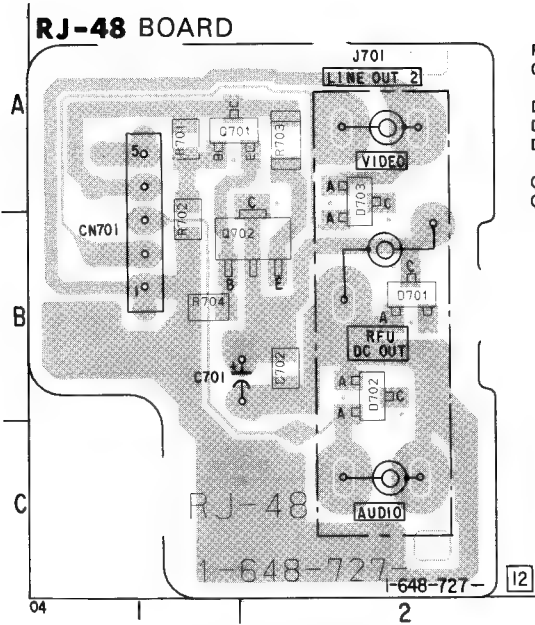 RJ-48 BOARD
J701
LINE OUT 2
A
R701
C
Q701
B
E
R703
VIDEO
5
CN701
1
R702
A
D703
C
A
C
Q702
B
E
B
R704
C
D701
A
RFU
DC OUT
C701
C702
A
D702
C
A
C
RJ-48
AUDIO
1-648-727-
1-648-727-
12
04
1
2